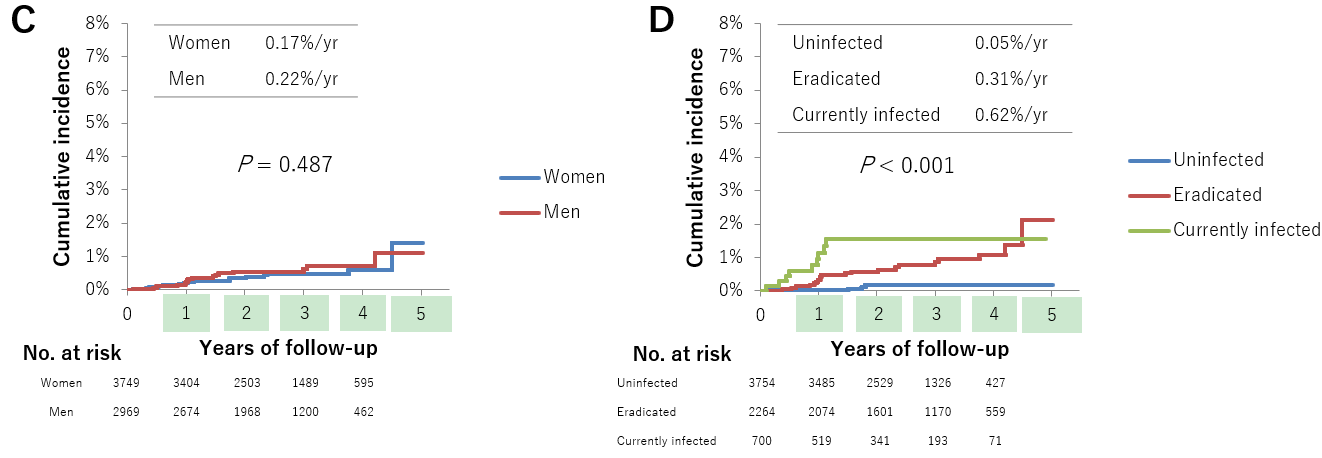 C
8%
7%
6%
5%
4%
3%
2%
1%
0%
Cumulative incidence
Women 0.17%/yr
Men 0.22%/yr
P = 0.487
Women
Men
0 1 2 3 4 5
Years of follow-up
No. at risk
Women 3749 3404 2503 1489 595
Men 2969 2674 1968 1200 462
D
8%
7%
6%
5%
4%
3%
2%
1%
0%
Cumulative incidence
Uninfected 0.05%/yr
Eradicated 0.31%/yr
Currently infected 0.62%/yr
P < 0.001
Uninfected
Eradicated
Currently infected
0 1 2 3 4 5
Years of follow-up
No. at risk
Uninfected 3754 3485 2529 1326 427
Eradicated 2264 2074 1601 1170 559
Currently infected 700 519 341 193 71